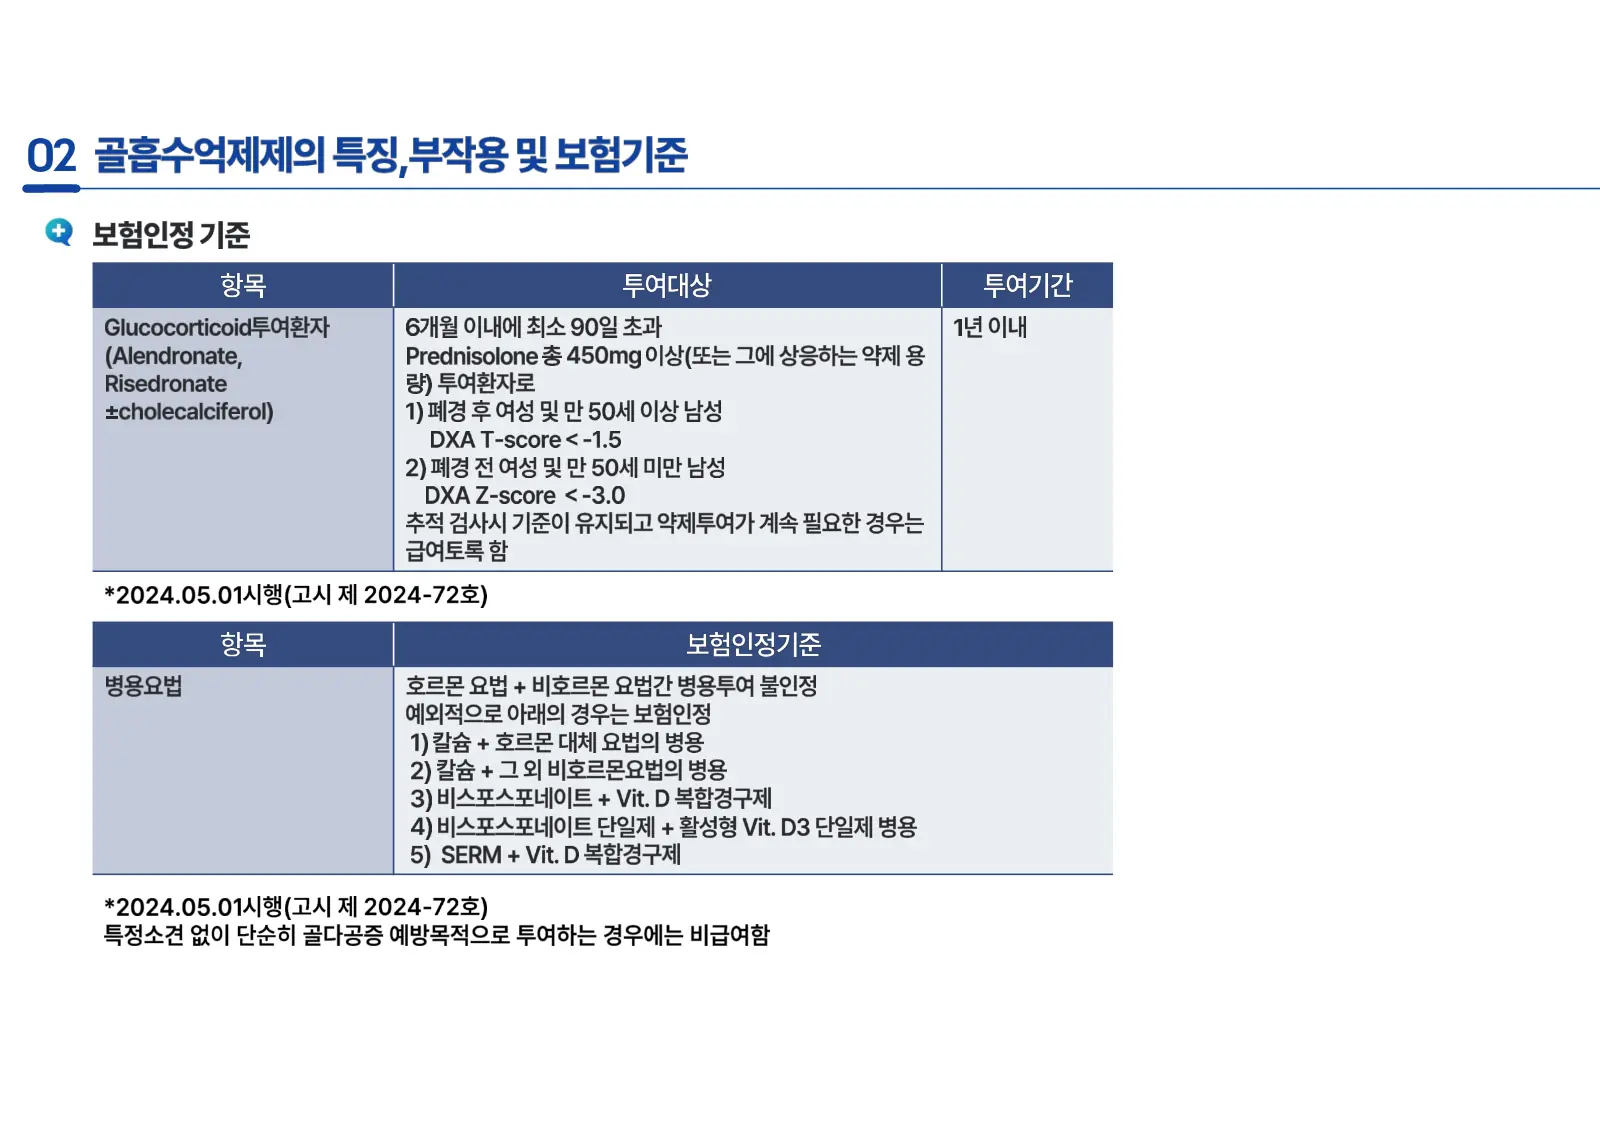 02 골흡수억제제의 특징,부작용 및 보험기준
보험인정 기준
항목 투여대상 투여기간
Glucocorticoid투여환자
(Alendronate,
Risedronate
±cholecalciferol)
6개월 이내에 최소 90일 초과
Prednisolone 총 450mg 이상(또는 그에 상응하는 약제 용
량) 투여환자로
1) 폐경 후 여성 및 만 50세 이상 남성
DXA T-score < -1.5
2) 폐경 전 여성 및 만 50세 미만 남성
DXA Z-score < -3.0
추적 검사시 기준이 유지되고 약제투여가 계속 필요한 경우는
급여토록 함
1년 이내
*2024.05.01시행(고시 제 2024-72호)
항목 보험인정기준
병용요법
호르몬 요법 + 비호르몬 요법간 병용투여 불인정
예외적으로 아래의 경우는 보험인정
1) 칼슘 + 호르몬 대체 요법의 병용
2) 칼슘 + 그 외 비호르몬요법의 병용
3) 비스포스포네이트 + Vit. D 복합경구제
4) 비스포스포네이트 단일제 + 활성형 Vit. D3 단일제 병용
5) SERM + Vit. D 복합경구제
*2024.05.01시행(고시 제 2024-72호)
특정소견 없이 단순히 골다공증 예방목적으로 투여하는 경우에는 비급여함